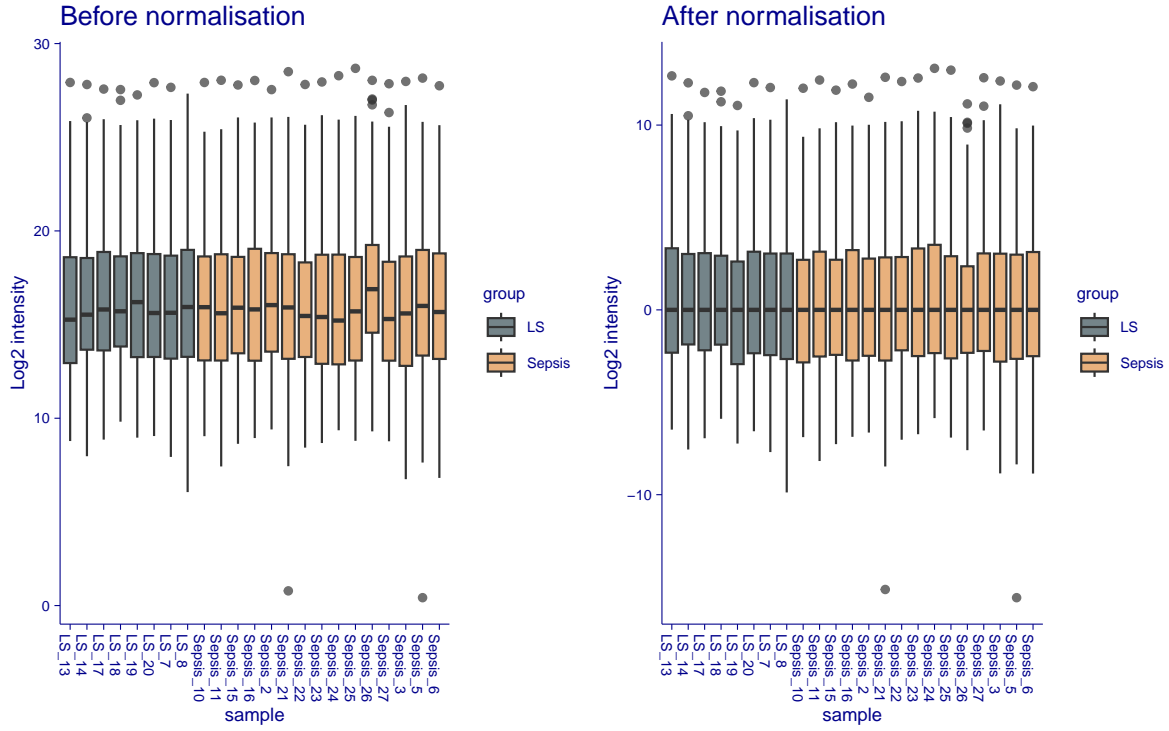 Before normalisation
After normalisation
Log2 intensity
30
20
10
0
LS_13
LS_14
LS_17
LS_18
LS_19
LS_20
LS_7
LS_8
Sepsis_10
Sepsis_11
Sepsis_15
Sepsis_16
Sepsis_2
Sepsis_21
Sepsis_22
Sepsis_23
Sepsis_24
Sepsis_25
Sepsis_26
Sepsis_27
Sepsis_3
Sepsis_5
Sepsis_6
sample
group
LS
Sepsis
Log2 intensity
10
0
−10
LS_13
LS_14
LS_17
LS_18
LS_19
LS_20
LS_7
LS_8
Sepsis_10
Sepsis_11
Sepsis_15
Sepsis_16
Sepsis_2
Sepsis_21
Sepsis_22
Sepsis_23
Sepsis_24
Sepsis_25
Sepsis_26
Sepsis_27
Sepsis_3
Sepsis_5
Sepsis_6
sample
group
LS
Sepsis